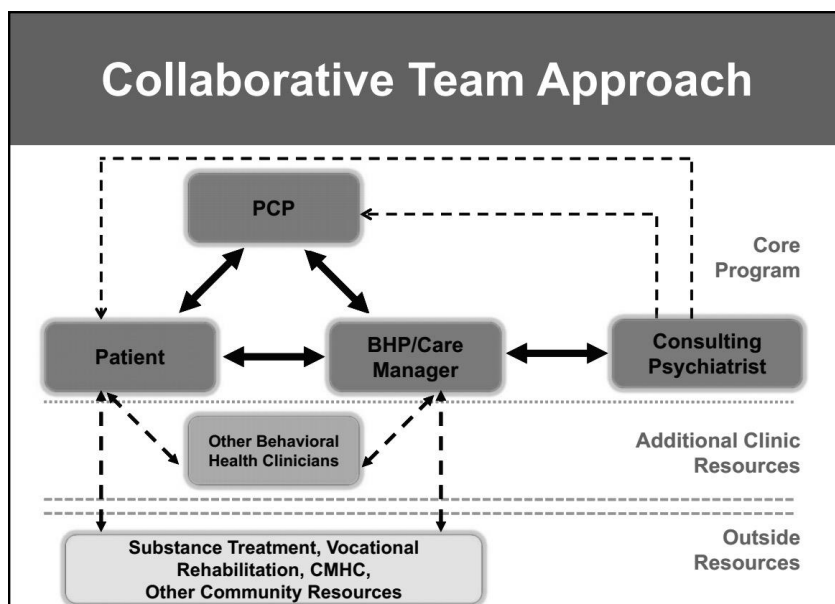 Collaborative Team Approach
PCP
Core
Program
Patient
BHP/Care
Manager
Consulting
Psychiatrist
Other Behavioral
Health Clinicians
Additional Clinic
Resources
Substance Treatment, Vocational
Rehabilitation, CMHC,
Other Community Resources
Outside
Resources